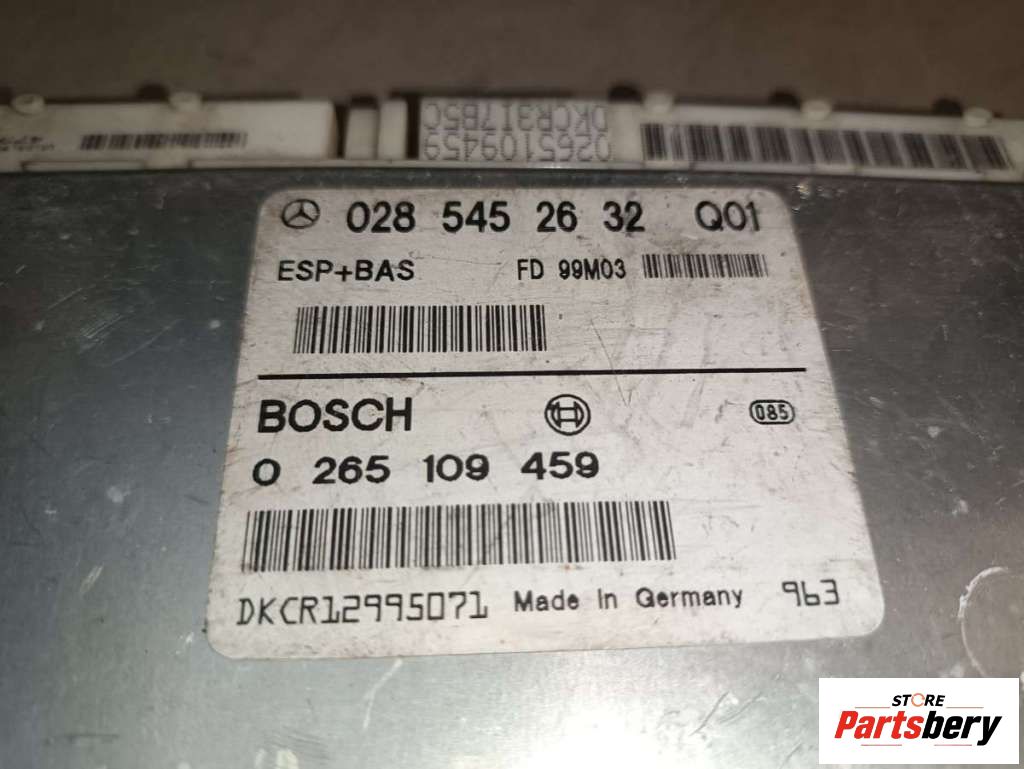 0265109459
DKCR317B5C
028 545 26 32 Q01
ESP+BAS FD 99M03
BOSCH 085
0 265 109 459
DKCR12995071 Made in Germany 963
STORE
Partsbery